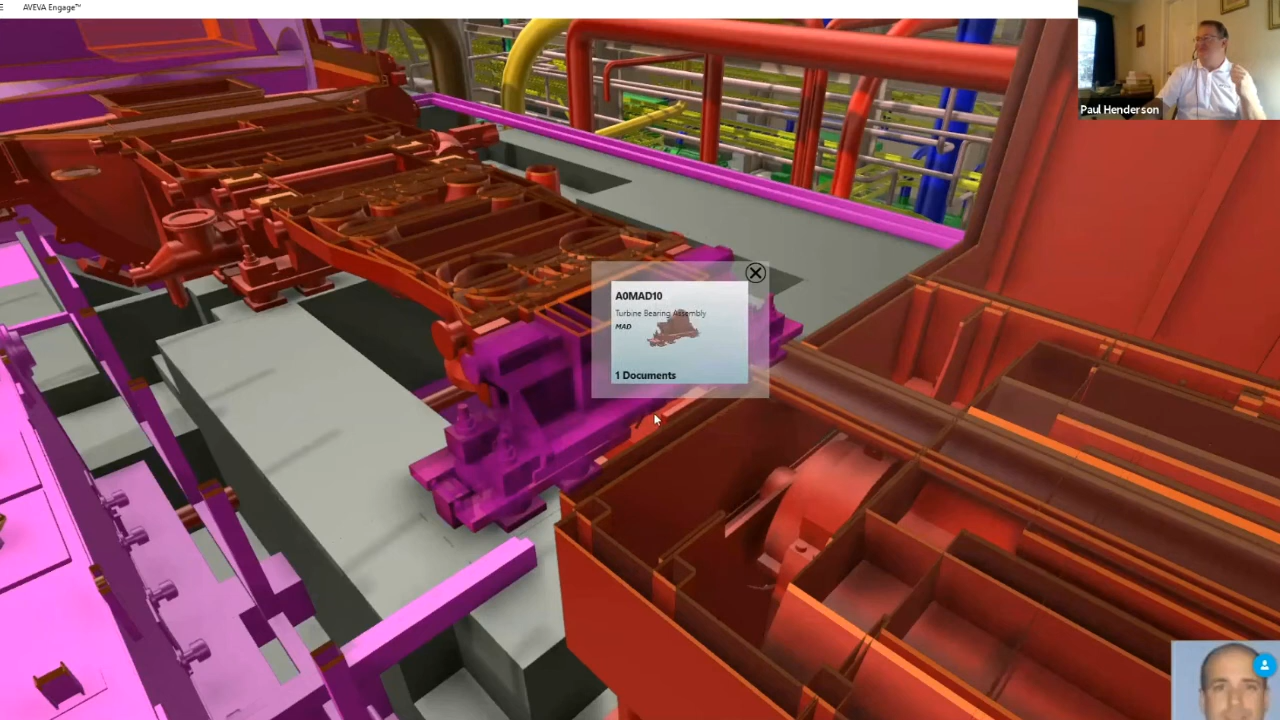 AVEVA Engage™
Paul Henderson
A0MAD10
Turbine Bearing Assembly
MAD
1 Documents